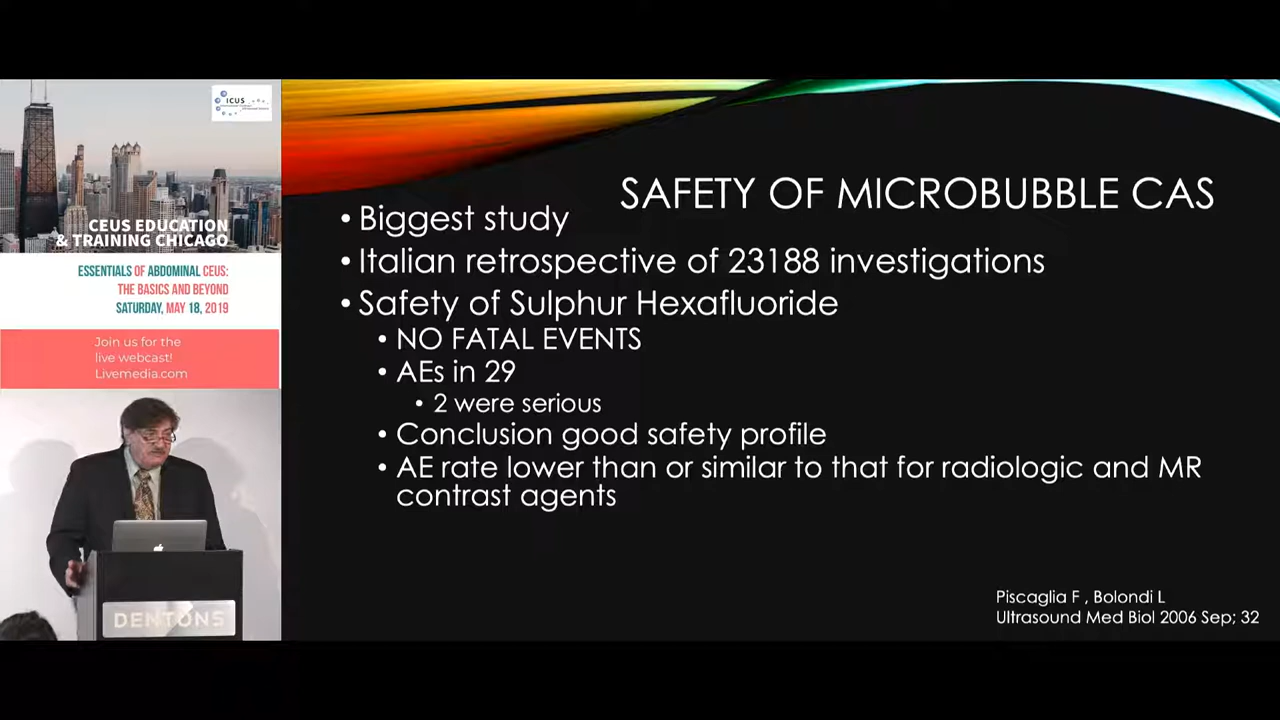 ICUS
CEUS EDUCATION
& TRAINING CHICAGO
ESSENTIALS OF ABDOMINAL CEUS:
THE BASICS AND BEYOND
SATURDAY, MAY 18, 2019
Join us for the
live webcast!
Livemedia.com
DENTONS
SAFETY OF MICROBUBBLE CAS
• Biggest study
• Italian retrospective of 23188 investigations
• Safety of Sulphur Hexafluoride
• NO FATAL EVENTS
• AEs in 29
• 2 were serious
• Conclusion good safety profile
• AE rate lower than or similar to that for radiologic and MR
contrast agents
Piscaglia F , Bolondi L
Ultrasound Med Biol 2006 Sep; 32